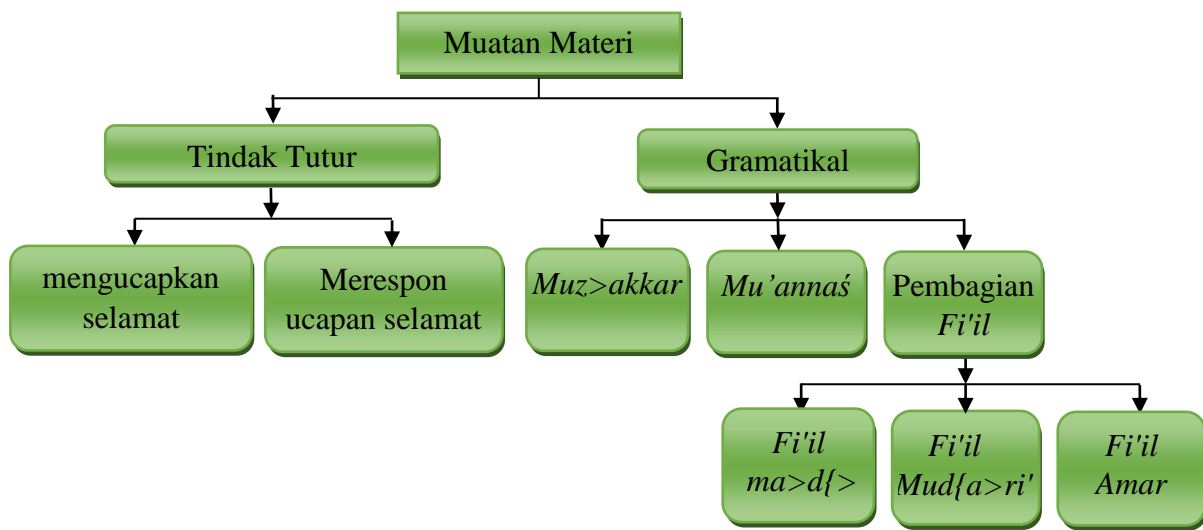 Muatan Materi
Tindak Tutur
Gramatikal
mengucapkan
selamat
Merespon
ucapan selamat
Muz>akkar
Mu’annaś
Pembagian
Fi'il
Fi'il
ma>d{>
Fi'il
Mud{a>ri'
Fi'il
Amar